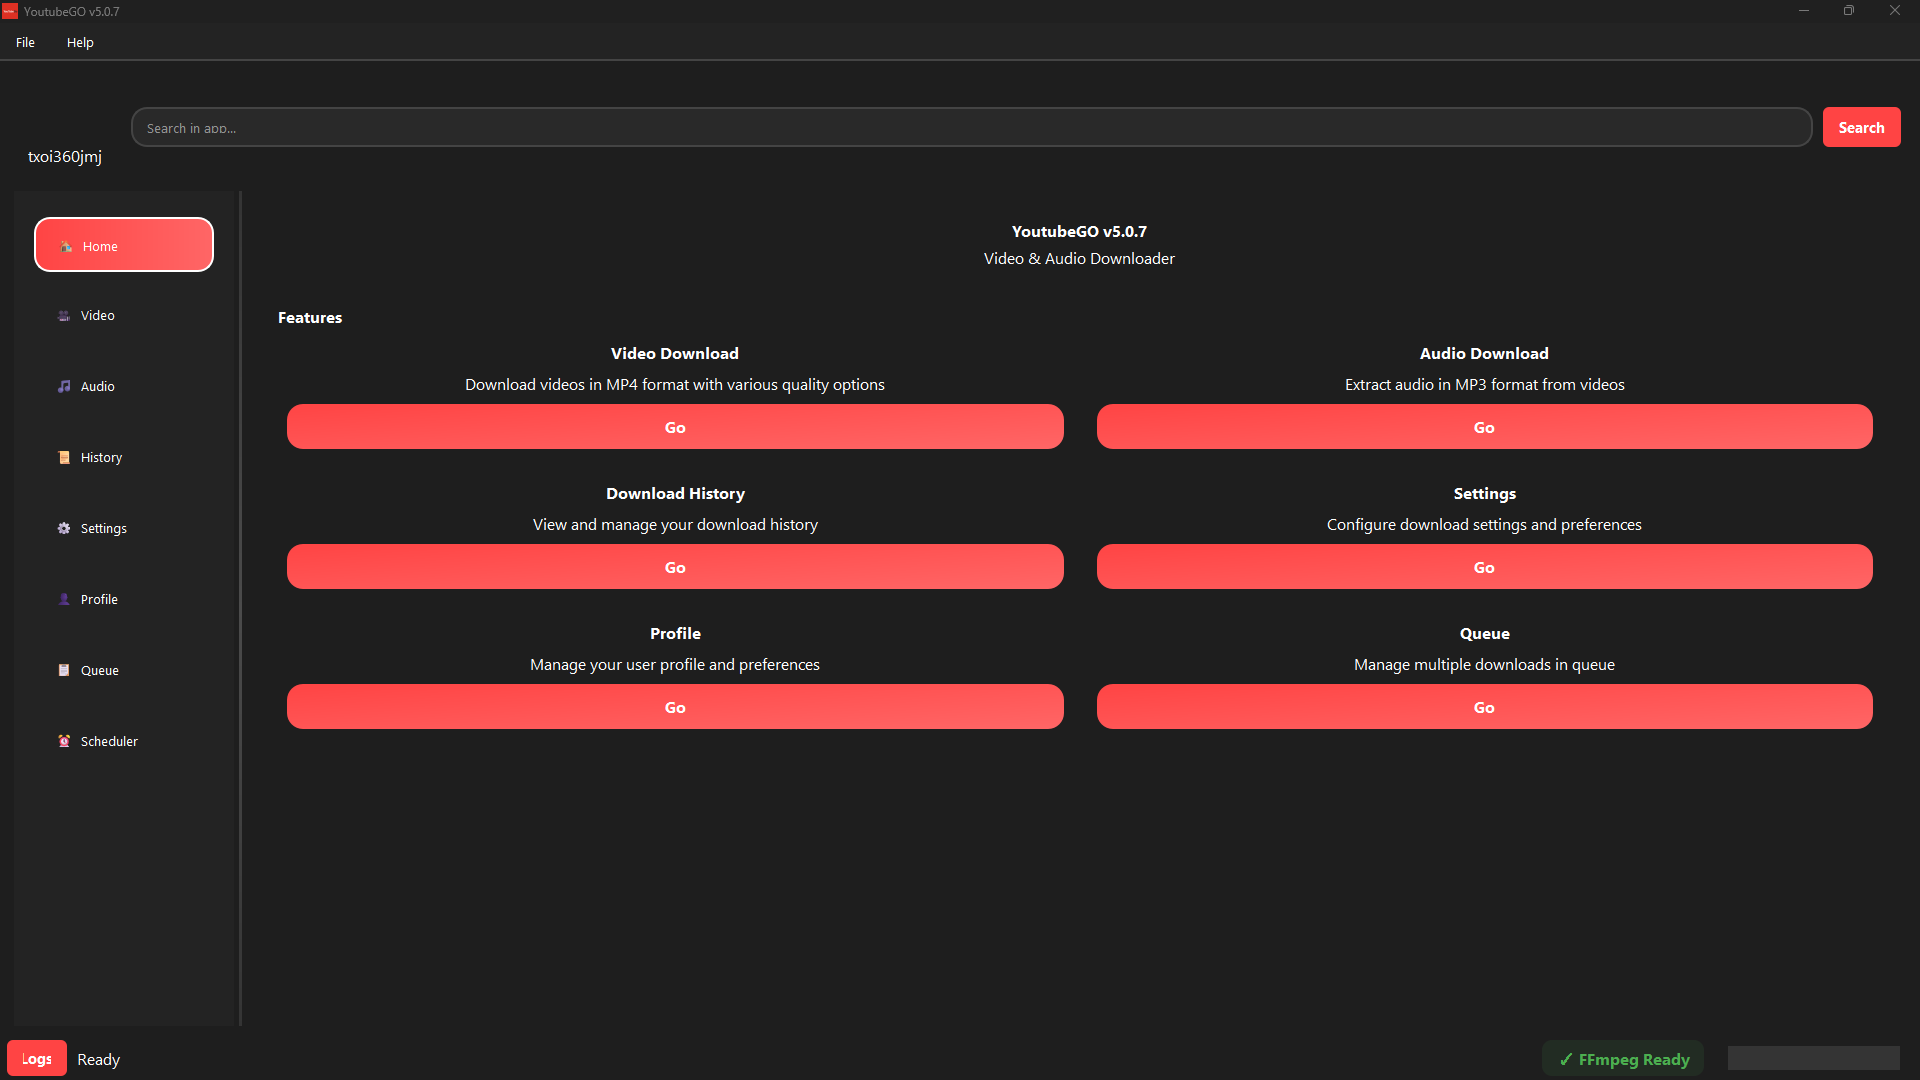 YoutubeGO v5.0.7
File Help
Search in app...
Search
txoi360jmj
Home
Video
Audio
History
Settings
Profile
Queue
Scheduler
YoutubeGO v5.0.7
Video & Audio Downloader
Features
Video Download
Download videos in MP4 format with various quality options
Go
Audio Download
Extract audio in MP3 format from videos
Go
Download History
View and manage your download history
Go
Settings
Configure download settings and preferences
Go
Profile
Manage your user profile and preferences
Go
Queue
Manage multiple downloads in queue
Go
Logs
Ready
✓ FFmpeg Ready